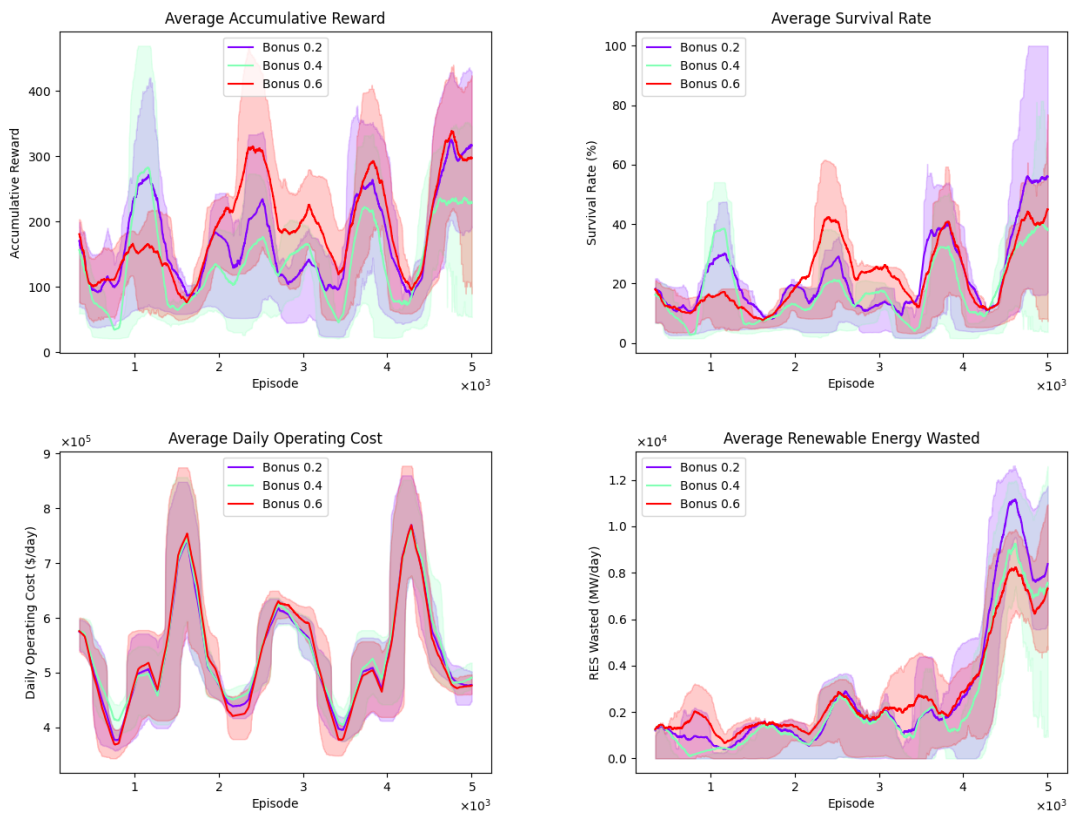 Average Accumulative Reward
Accumulative Reward
400
300
200
100
0
Bonus 0.2
Bonus 0.4
Bonus 0.6
1
2
3
4
5
Episode
×10³
Average Survival Rate
Survival Rate (%)
100
80
60
40
20
0
Bonus 0.2
Bonus 0.4
Bonus 0.6
1
2
3
4
5
Episode
×10³
Average Daily Operating Cost
×10⁵
Daily Operating Cost ($/day)
9
8
7
6
5
4
Bonus 0.2
Bonus 0.4
Bonus 0.6
1
2
3
4
5
Episode
×10³
Average Renewable Energy Wasted
×10⁴
RES Wasted (MW/day)
1.2
1.0
0.8
0.6
0.4
0.2
0.0
Bonus 0.2
Bonus 0.4
Bonus 0.6
1
2
3
4
5
Episode
×10³